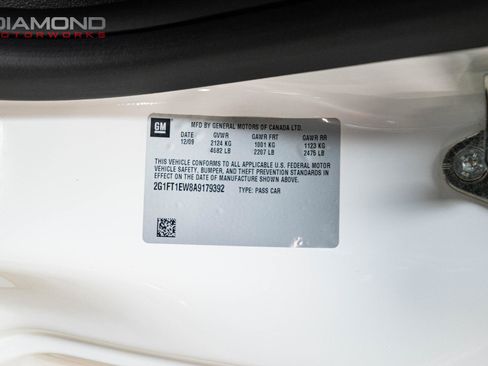 DIAMOND
MOTORWORKS
GM
MFD BY GENERAL MOTORS OF CANADA LTD.
DATE GVWR GAWR FRT GAWR RR
12/09 2124 KG 1001 KG 1123 KG
4682 LB 2207 LB 2475 LB
THIS VEHICLE CONFORMS TO ALL APPLICABLE U.S. FEDERAL MOTOR
VEHICLE SAFETY, BUMPER, AND THEFT PREVENTION STANDARDS IN
EFFECT ON THE DATE OF MANUFACTURE SHOWN ABOVE.
2G1FT1EW8A9179392 TYPE: PASS CAR